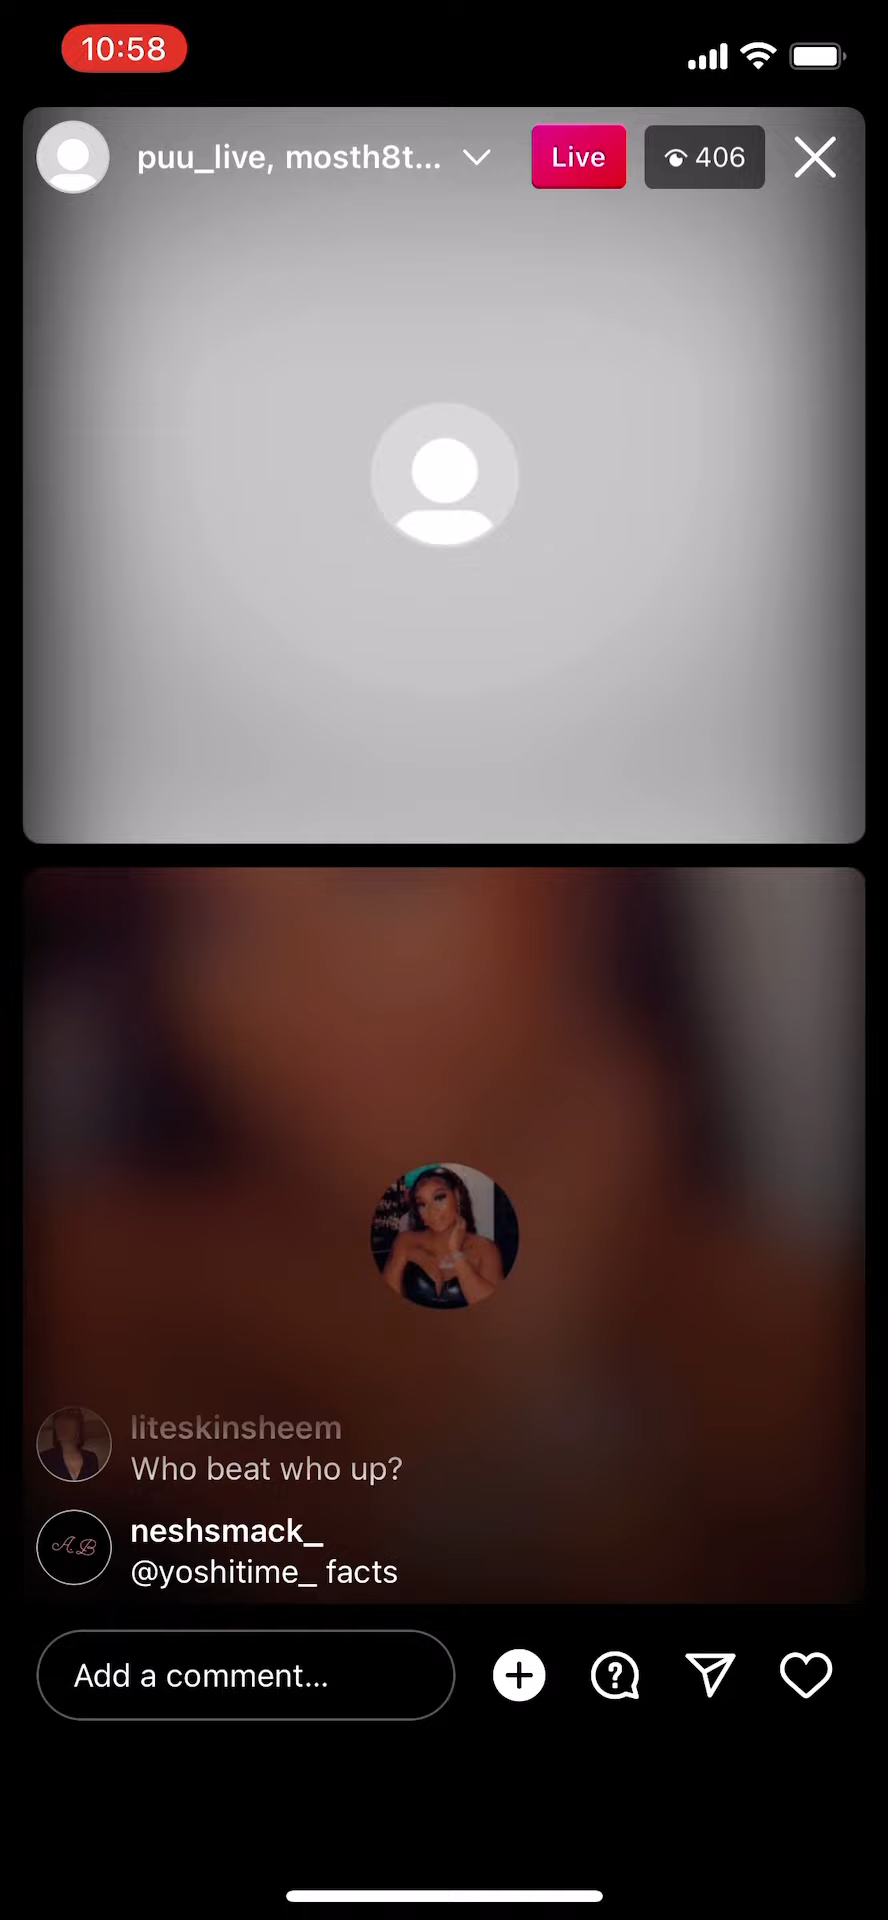 10:58
puu_live, mosth8t...
Live
406
liteskinsheem
Who beat who up?
A.B
neshsmack_
@yoshitime_ facts
Add a comment...